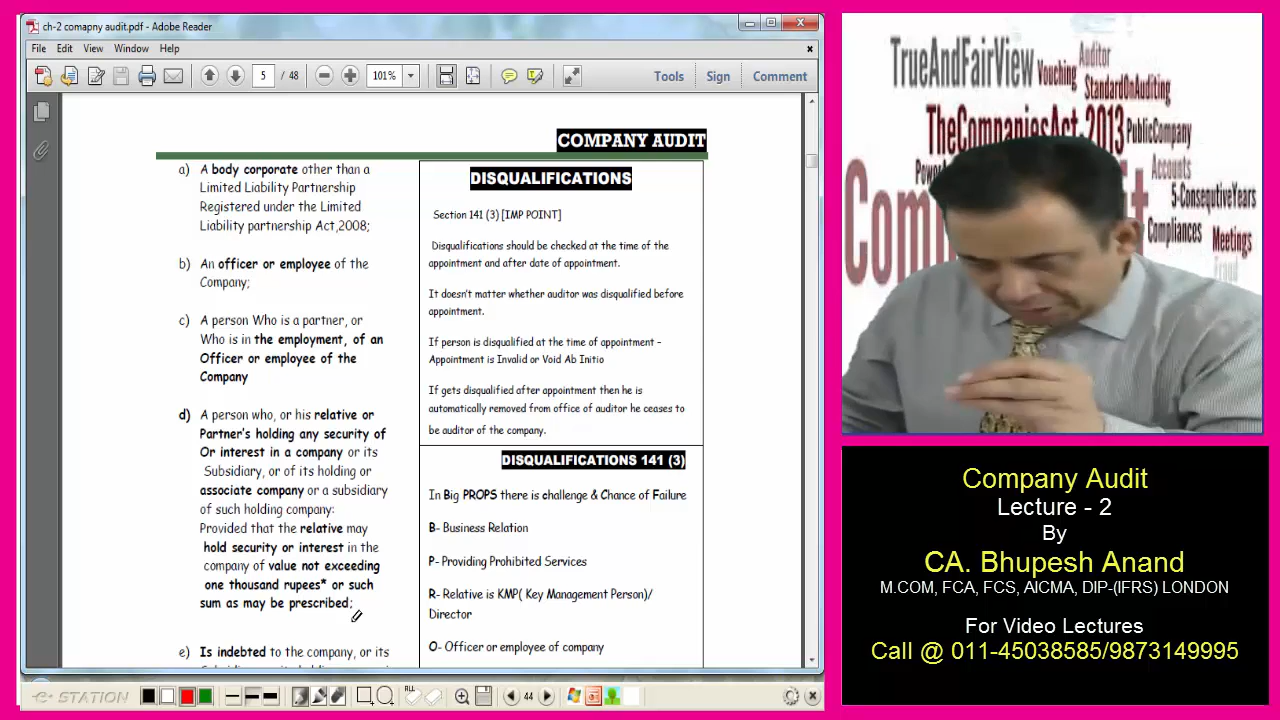 ch-2 comapny audit.pdf - Adobe Reader
File Edit View Window Help
5 / 48 101% Tools Sign Comment
COMPANY AUDIT
a) A body corporate other than a
Limited Liability Partnership
Registered under the Limited
Liability partnership Act,2008;
b) An officer or employee of the
Company;
c) A person Who is a partner, or
Who is in the employment, of an
Officer or employee of the
Company
d) A person who, or his relative or
Partner's holding any security of
Or interest in a company or its
Subsidiary, or of its holding or
associate company or a subsidiary
of such holding company:
Provided that the relative may
hold security or interest in the
company of value not exceeding
one thousand rupees* or such
sum as may be prescribed;
e) Is indebted to the company, or its
DISQUALIFICATIONS
Section 141 (3) [IMP POINT]
Disqualifications should be checked at the time of the
appointment and after date of appointment.
It doesn't matter whether auditor was disqualified before
appointment.
If person is disqualified at the time of appointment –
Appointment is Invalid or Void Ab Initio
If gets disqualified after appointment then he is
automatically removed from office of auditor he ceases to
be auditor of the company.
DISQUALIFICATIONS 141 (3)
In Big PROPS there is challenge & Chance of Failure
B- Business Relation
P- Providing Prohibited Services
R- Relative is KMP( Key Management Person)/
Director
O- Officer or employee of company
e-STATION
ALL
44
TrueAndFairView
Auditor
Vouching
StandardOnAuditing
TheCompaniesAct-2013
PublicCompany
Accounts
5-ConsequtiveYears
Compliances
Meetings
Fraud
Company Audit
Lecture - 2
By
CA. Bhupesh Anand
M.COM, FCA, FCS, AICMA, DIP-(IFRS) LONDON
For Video Lectures
Call @ 011-45038585/9873149995